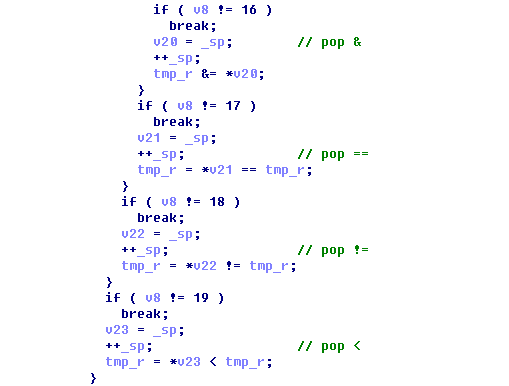 if ( v8 != 16 )
break;
v20 = _sp; // pop &
++_sp;
tmp_r &= *v20;
}
if ( v8 != 17 )
break;
v21 = _sp;
++_sp; // pop ==
tmp_r = *v21 == tmp_r;
}
if ( v8 != 18 )
break;
v22 = _sp;
++_sp; // pop !=
tmp_r = *v22 != tmp_r;
}
if ( v8 != 19 )
break;
v23 = _sp;
++_sp; // pop <
tmp_r = *v23 < tmp_r;
}